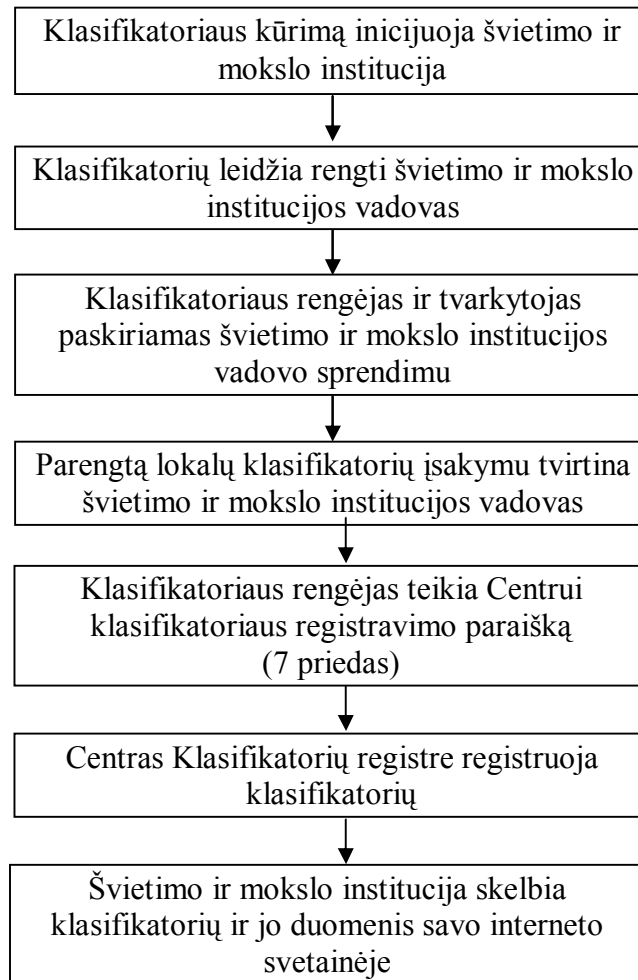 Klasifikatoriaus kūrimą inicijuoja švietimo ir
mokslo institucija
Klasifikatorių leidžia rengti švietimo ir mokslo
institucijos vadovas
Klasifikatoriaus rengėjas ir tvarkytojas
paskiriamas švietimo ir mokslo institucijos
vadovo sprendimu
Parengtą lokalų klasifikatorių įsakymu tvirtina
švietimo ir mokslo institucijos vadovas
Klasifikatoriaus rengėjas teikia Centrui
klasifikatoriaus registravimo paraišką
(7 priedas)
Centras Klasifikatorių registre registruoja
klasifikatorių
Švietimo ir mokslo institucija skelbia
klasifikatorių ir jo duomenis savo interneto
svetainėje